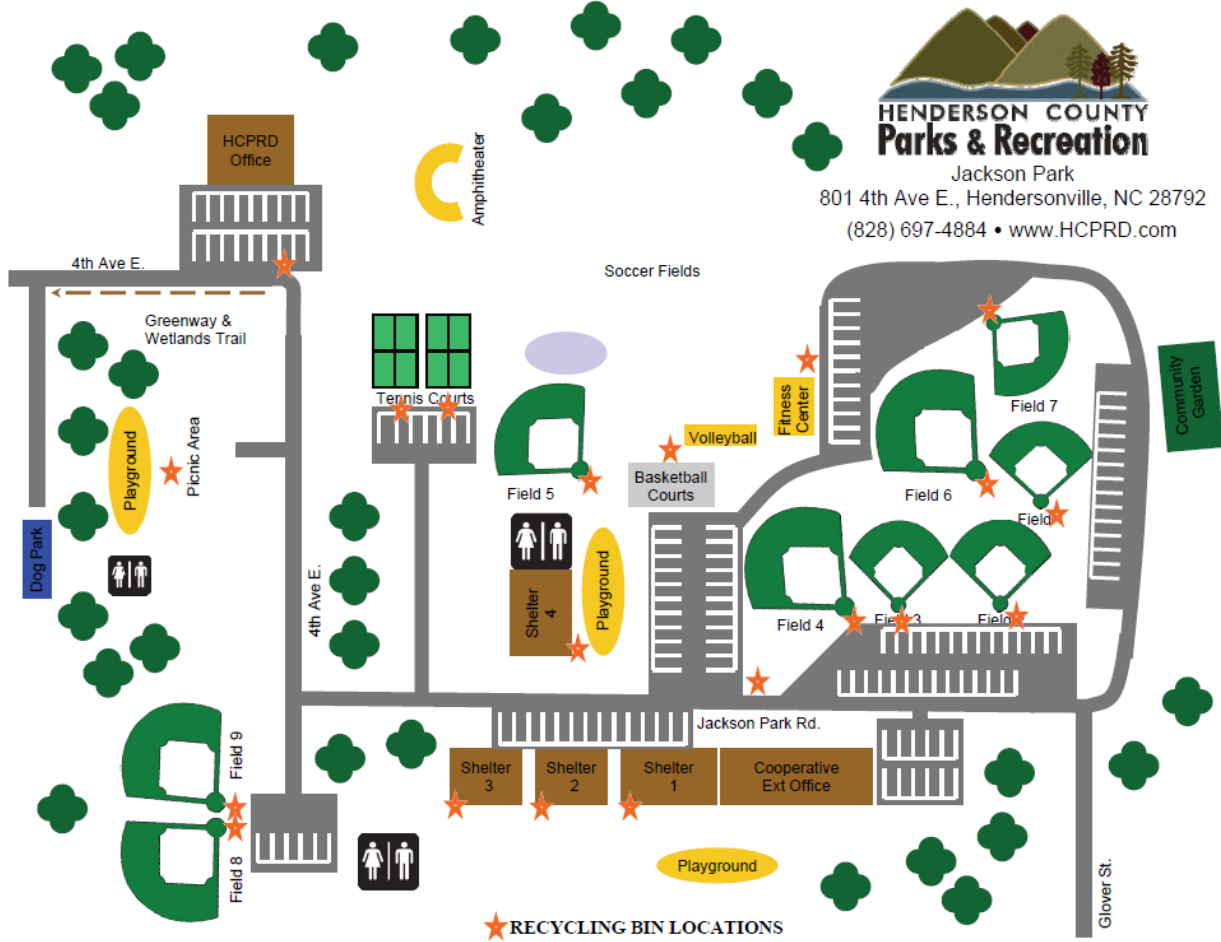 HENDERSON COUNTY
Parks & Recreation
Jackson Park
801 4th Ave E., Hendersonville, NC 28792
(828) 697-4884 • www.HCPRD.com
HCPRD
Office
Amphitheater
4th Ave E.
Soccer Fields
Greenway &
Wetlands Trail
Tennis Courts
Field 7
Community
Garden
Fitness
Center
Volleyball
Playground
Picnic Area
Basketball
Courts
Field 5
Field 6
Field
Dog Park
4th Ave E.
Shelter
4
Playground
Field 4
Field 3
Field
Jackson Park Rd.
Field 9
Shelter
3
Shelter
2
Shelter
1
Cooperative
Ext Office
Field 8
Playground
Glover St.
RECYCLING BIN LOCATIONS